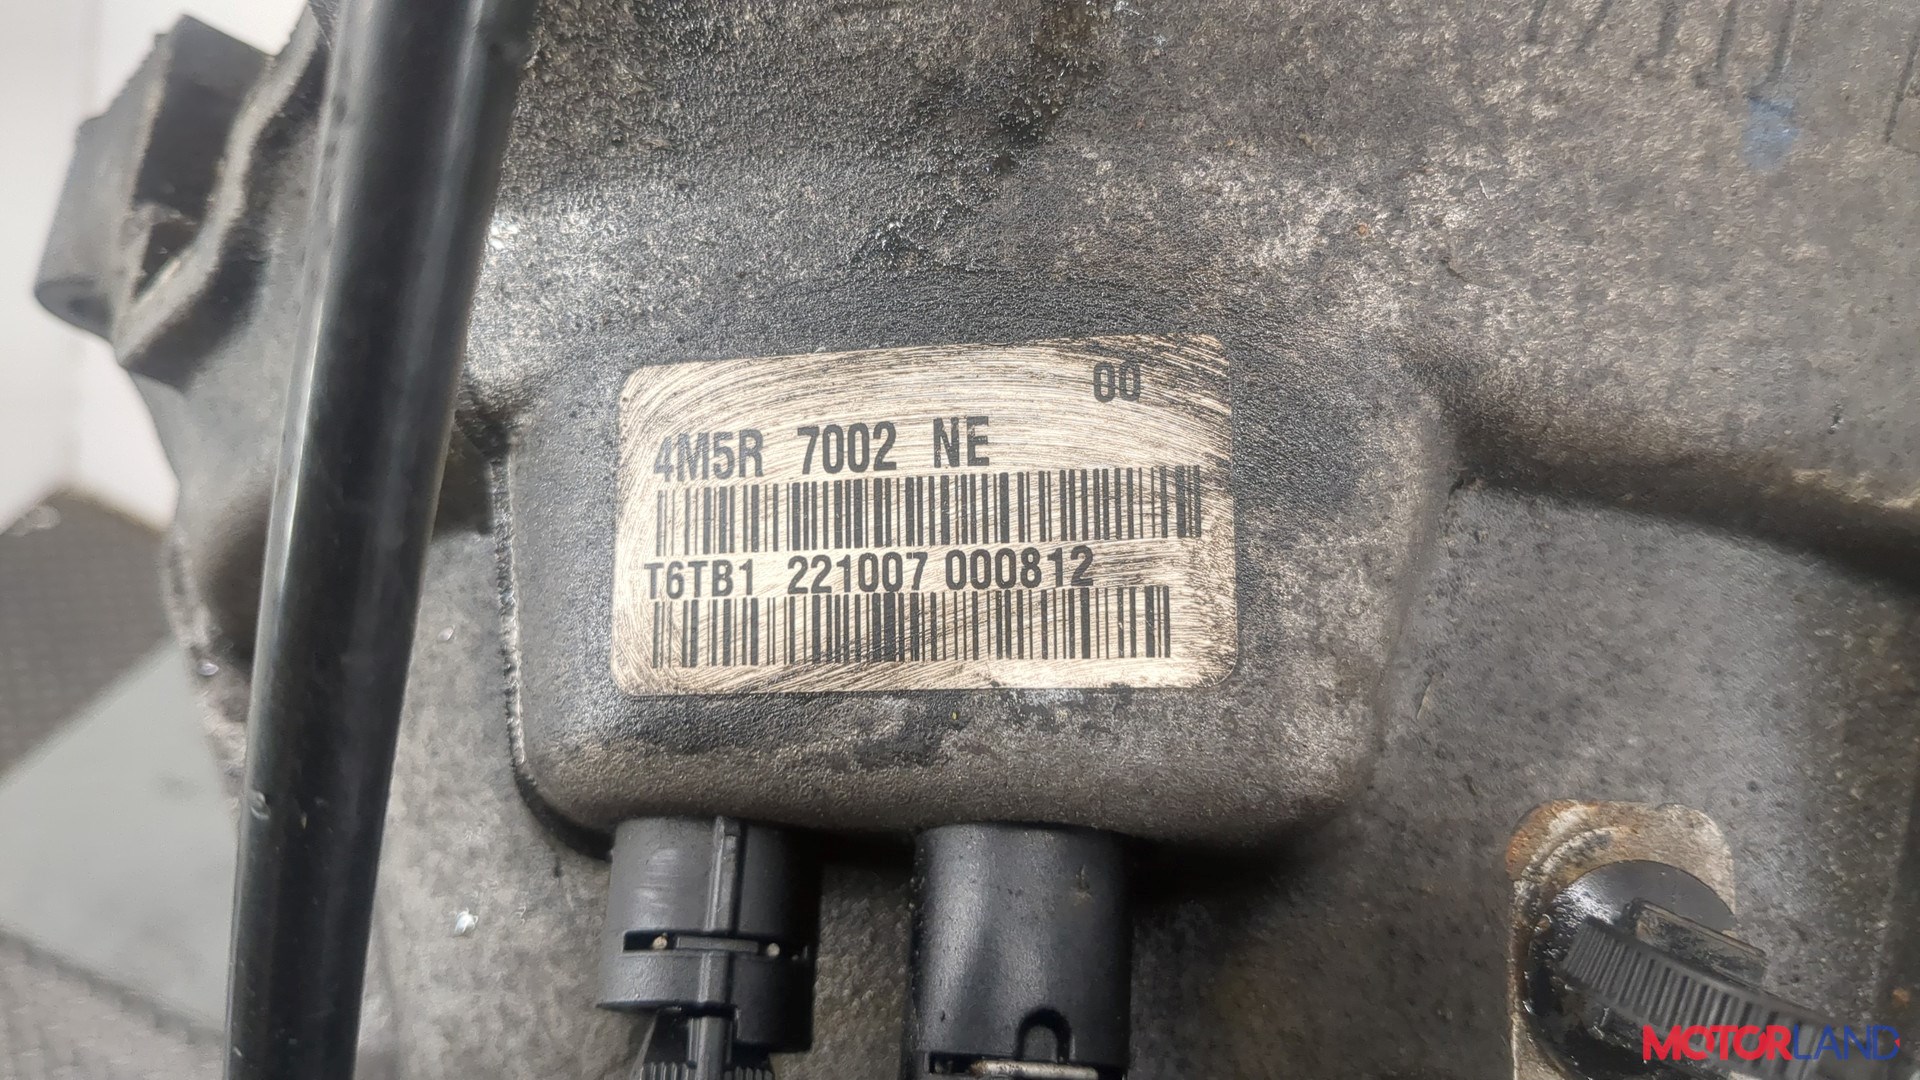 00
4M5R 7002 NE
T6TB1 221007 000812
MOTORLAND